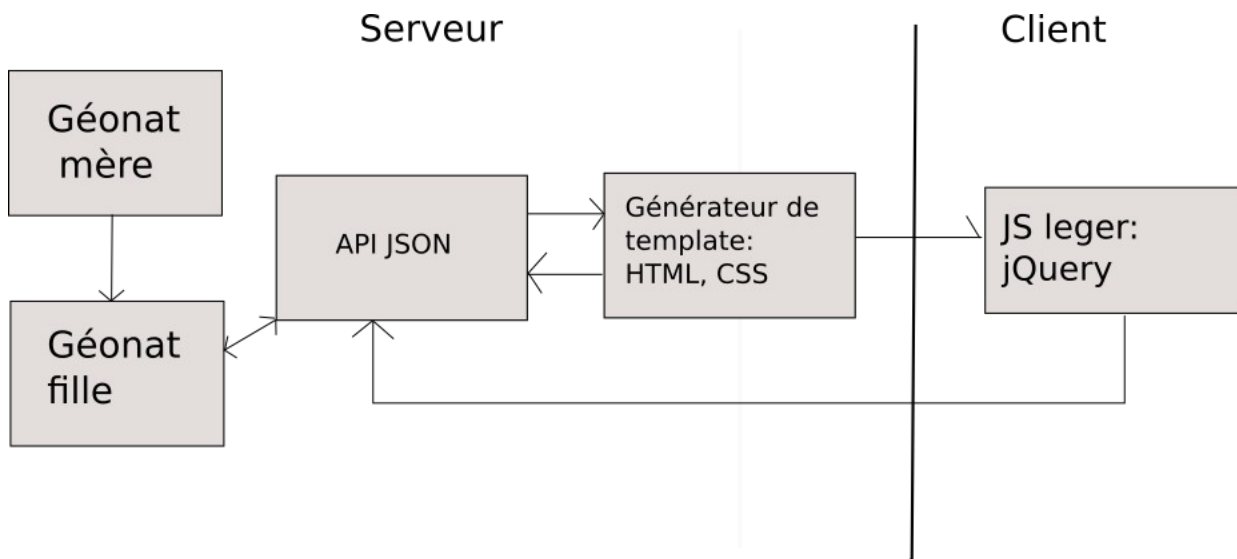 Serveur
Client
Géonat
mère
API JSON
Générateur de
template:
HTML, CSS
JS leger:
jQuery
Géonat
fille